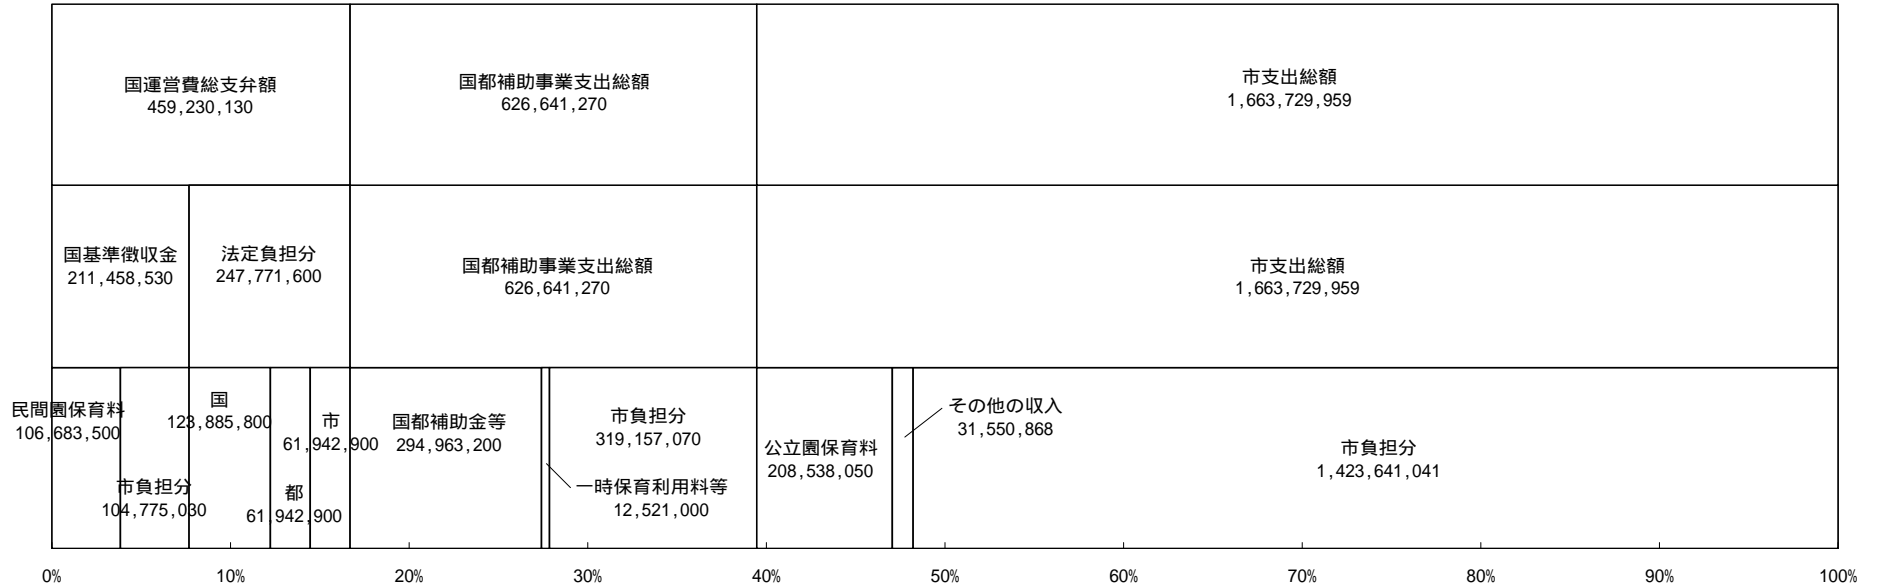 国運営費総支弁額
459,230,130
国都補助事業支出総額
626,641,270
市支出総額
1,663,729,959
国基準徴収金
211,458,530
法定負担分
247,771,600
国都補助事業支出総額
626,641,270
市支出総額
1,663,729,959
民間園保育料
106,683,500
市負担分
104,775,030
国
123,885,800
都
61,942,900
市
61,942,900
国都補助金等
294,963,200
一時保育利用料等
12,521,000
市負担分
319,157,070
公立園保育料
208,538,050
その他の収入
31,550,868
市負担分
1,423,641,041
0% 10% 20% 30% 40% 50% 60% 70% 80% 90% 100%